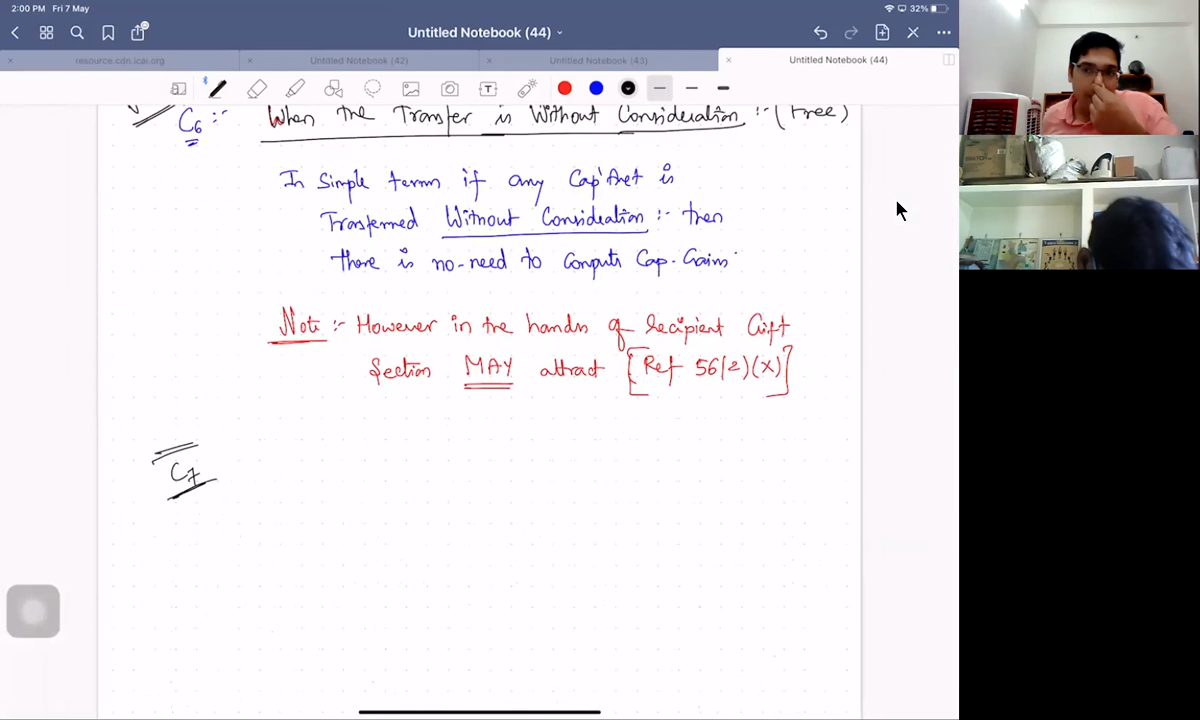 2:00 PM Fri 7 May
32%
Untitled Notebook (44)
resource.cdn.icai.org
Untitled Notebook (42)
Untitled Notebook (43)
Untitled Notebook (44)
C6 :- When the Transfer is Without Consideration :- (Free)
In Simple terms if any Cap'Asset is
Transferred Without Consideration :- then
there is no-need to Compute Cap. Gains.
Note :- However in the hands of Recipient Gift
Section MAY attract [Ref 56(2)(x)]
C7